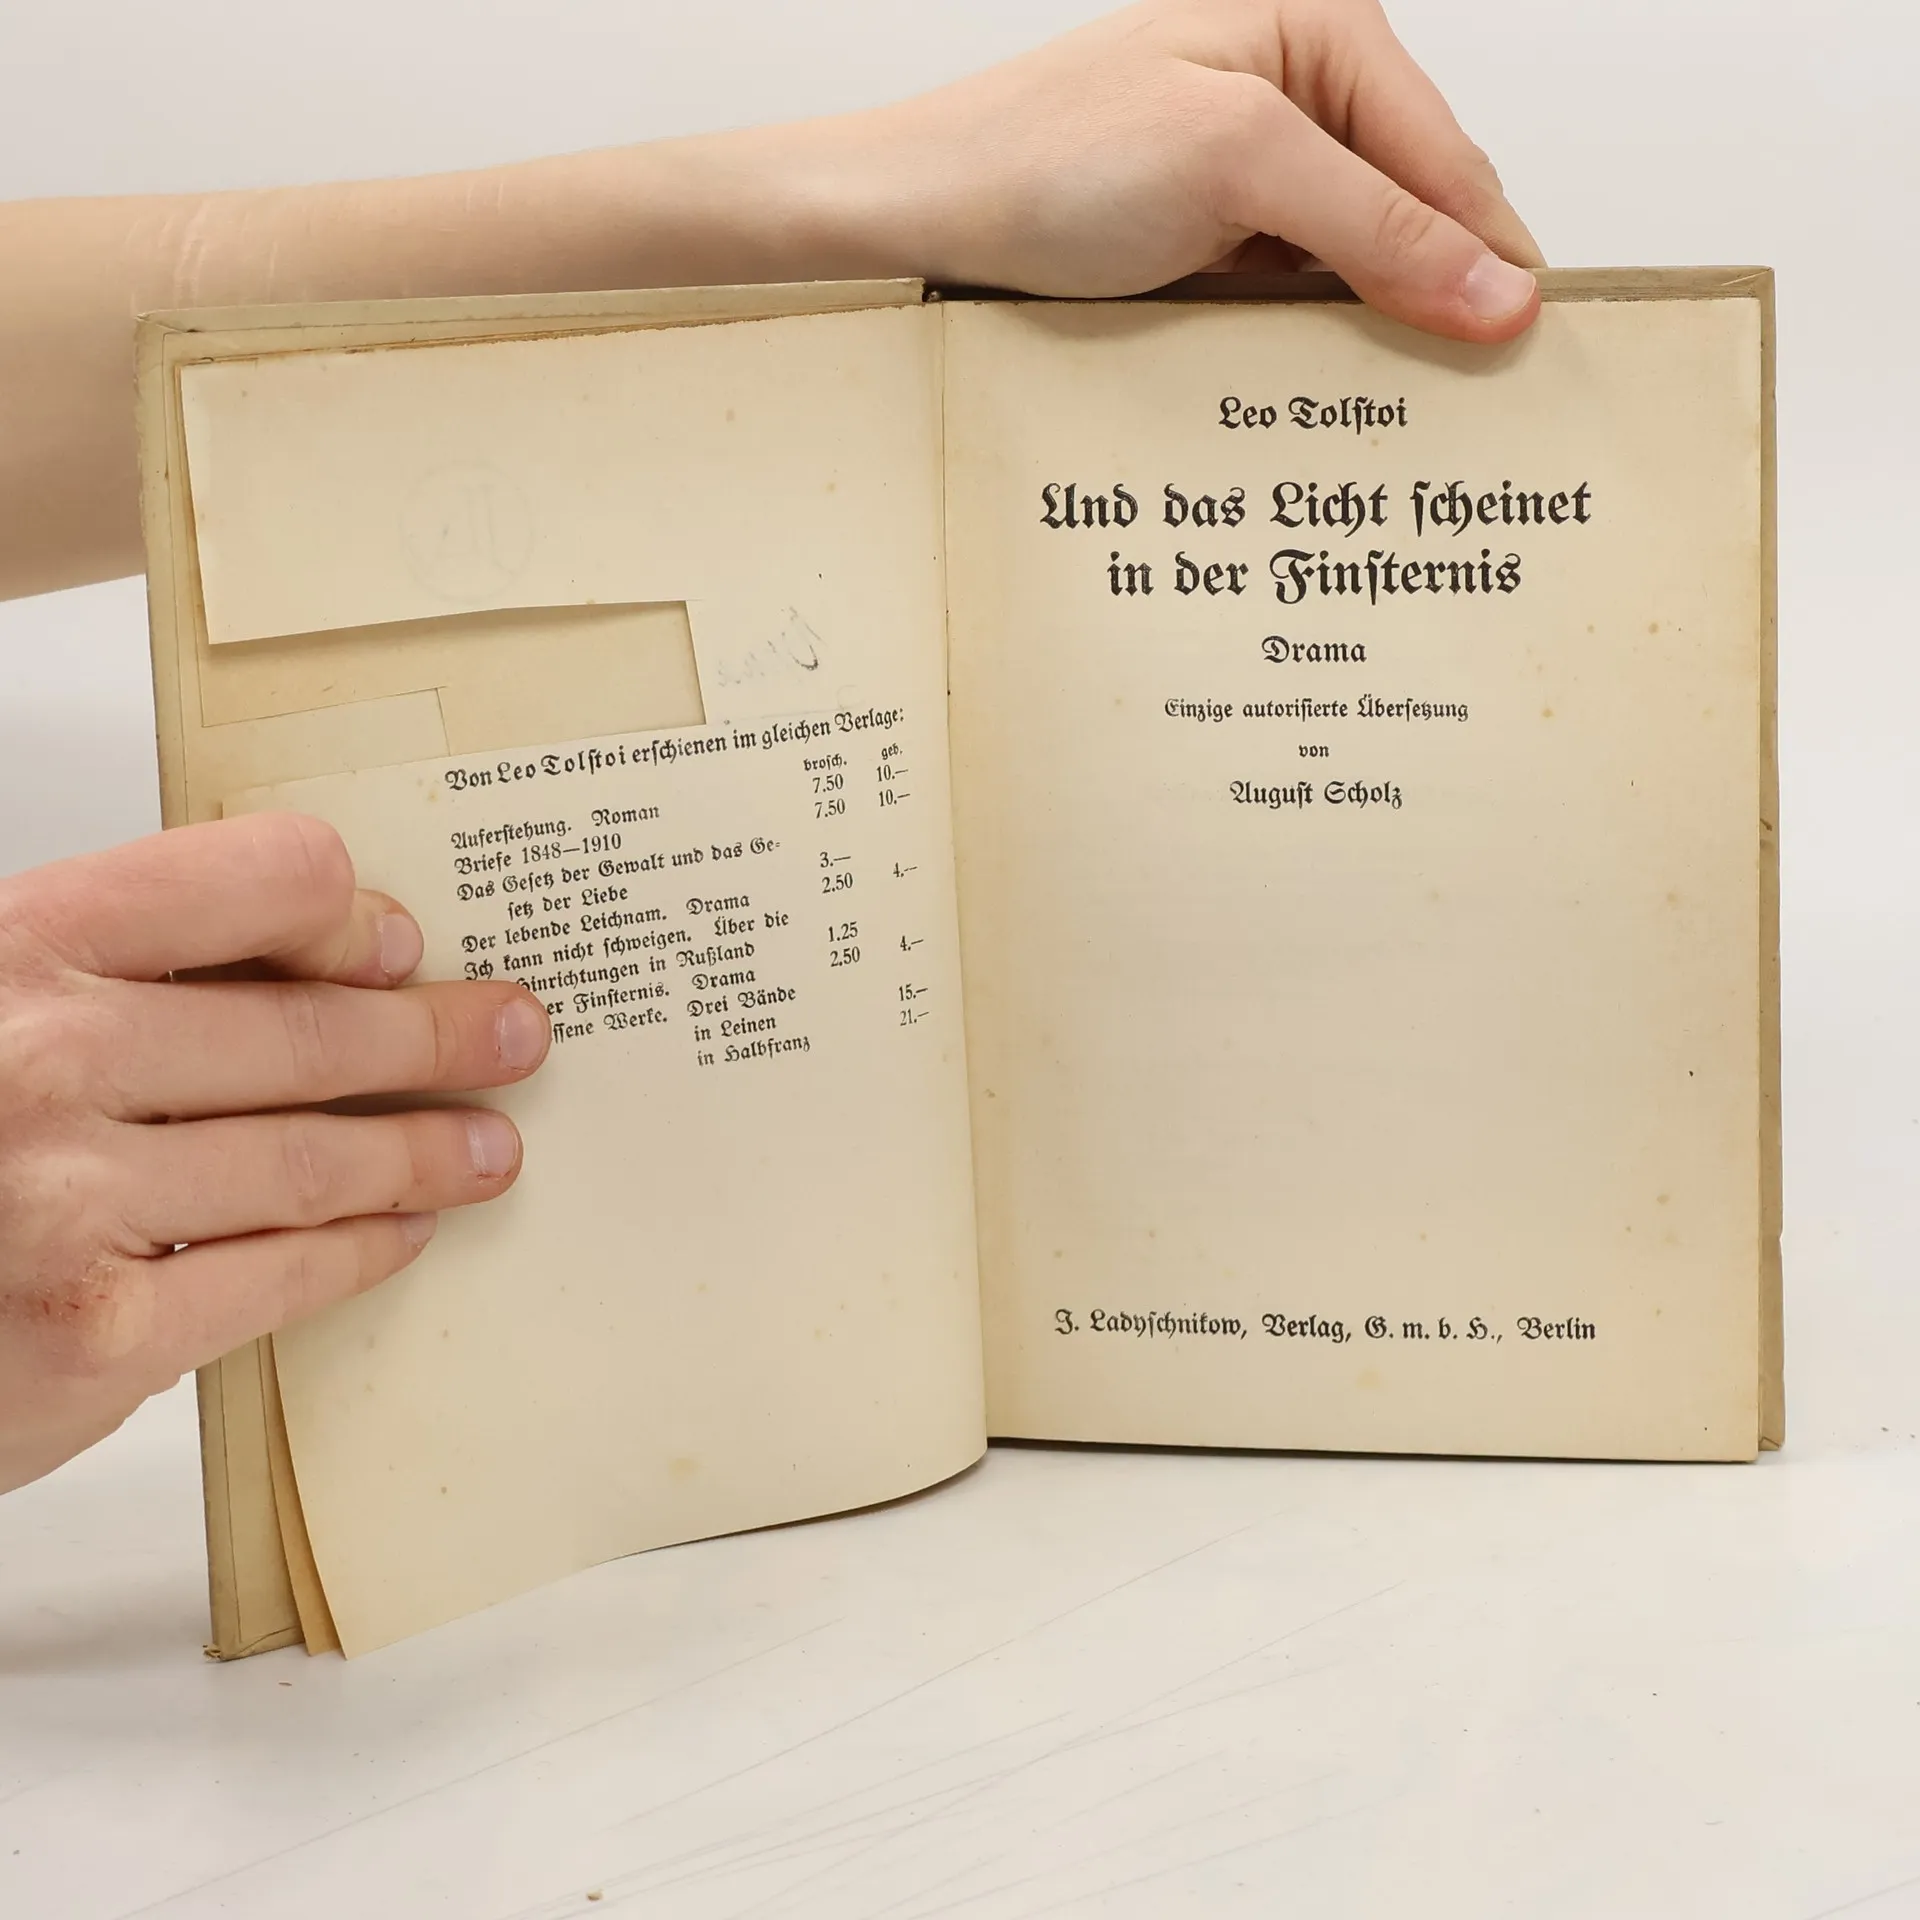 Von Leo Tolstoi erschienen im gleichen Verlage:
brosch. geb.
Auferstehung. Roman 7.50 10.—
Briefe 1848—1910 7.50 10.—
Das Gesetz der Gewalt und das Ge-
setz der Liebe 3.—
Der lebende Leichnam. Drama 2.50 4.—
Ich kann nicht schweigen. Über die
Hinrichtungen in Rußland 1.25
er Finsternis. Drama 2.50 4.—
ssene Werke. Drei Bände
in Leinen 15.—
in Halbfranz 21.—
Leo Tolstoi
Und das Licht scheinet
in der Finsternis
Drama
Einzige autorisierte Übersetzung
von
August Scholz
J. Ladyschnikow, Verlag, G. m. b. H., Berlin